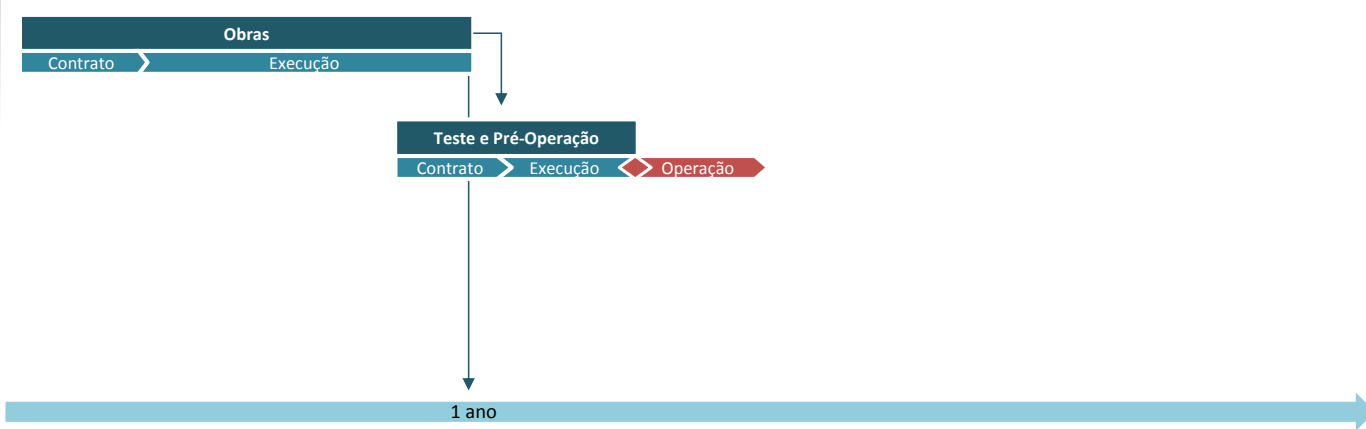 Obras
Contrato Execução
Teste e Pré-Operação
Contrato Execução Operação
1 ano